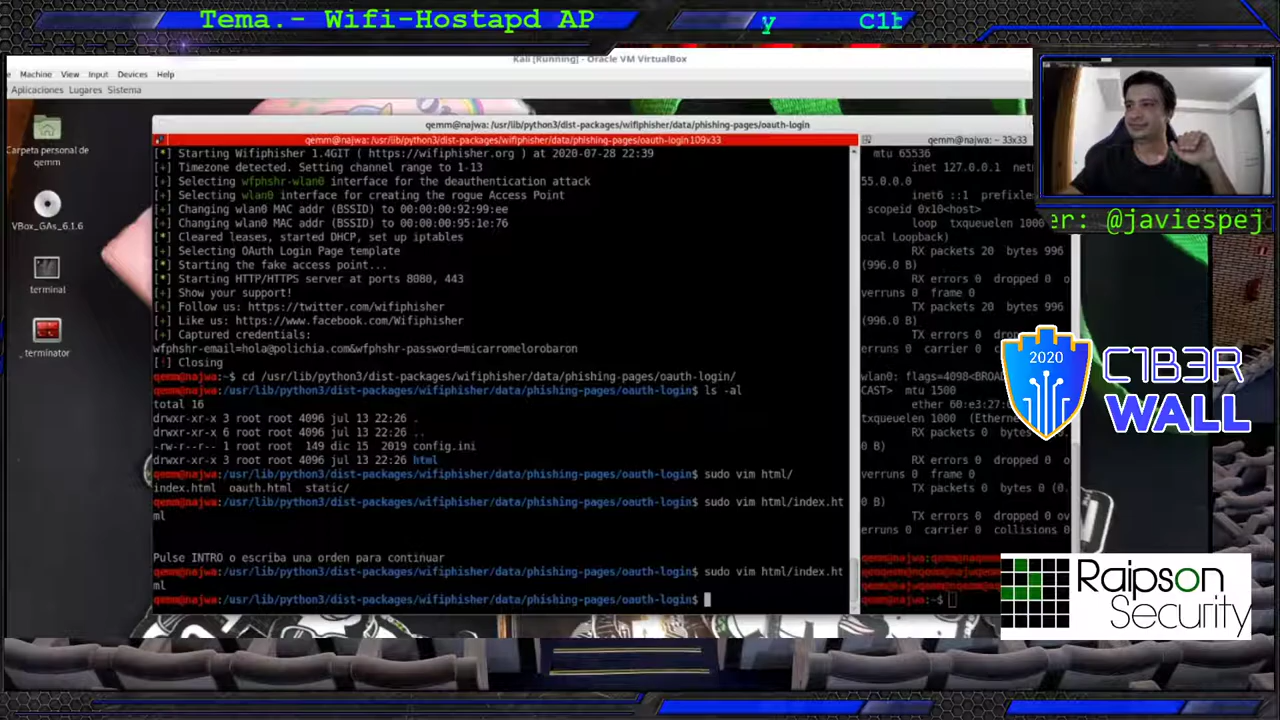 Tema.- Wifi-Hostapd AP
y C1b
Kali [Running] - Oracle VM VirtualBox
e Machine View Input Devices Help
Aplicaciones Lugares Sistema
Carpeta personal de
qemm
VBox_GAs_6.1.6
terminal
terminator
qemm@najwa: /usr/lib/python3/dist-packages/wifiphisher/data/phishing-pages/oauth-login
qemm@najwa: /usr/lib/python3/dist-packages/wifiphisher/data/phishing-pages/oauth-login 109x33
[*] Starting Wifiphisher 1.4GIT ( https://wifiphisher.org ) at 2020-07-28 22:39
[+] Timezone detected. Setting channel range to 1-13
[+] Selecting wfphshr-wlan0 interface for the deauthentication attack
[+] Selecting wlan0 interface for creating the rogue Access Point
[+] Changing wlan0 MAC addr (BSSID) to 00:00:00:92:99:ee
[+] Changing wlan0 MAC addr (BSSID) to 00:00:00:95:1e:76
[*] Cleared leases, started DHCP, set up iptables
[+] Selecting OAuth Login Page template
[*] Starting the fake access point...
[*] Starting HTTP/HTTPS server at ports 8080, 443
[+] Show your support!
[+] Follow us: https://twitter.com/wifiphisher
[+] Like us: https://www.facebook.com/Wifiphisher
[+] Captured credentials:
wfphshr-email=hola@polichia.com&wfphshr-password=micarromelorobaron
[!] Closing
qemm@najwa:~$ cd /usr/lib/python3/dist-packages/wifiphisher/data/phishing-pages/oauth-login/
qemm@najwa:/usr/lib/python3/dist-packages/wifiphisher/data/phishing-pages/oauth-login$ ls -al
total 16
drwxr-xr-x 3 root root 4096 jul 13 22:26 .
drwxr-xr-x 6 root root 4096 jul 13 22:26 ..
-rw-r--r-- 1 root root 149 dic 15 2019 config.ini
drwxr-xr-x 3 root root 4096 jul 13 22:26 html
qemm@najwa:/usr/lib/python3/dist-packages/wifiphisher/data/phishing-pages/oauth-login$ sudo vim html/
index.html oauth.html static/
qemm@najwa:/usr/lib/python3/dist-packages/wifiphisher/data/phishing-pages/oauth-login$ sudo vim html/index.ht
ml
Pulse INTRO o escriba una orden para continuar
qemm@najwa:/usr/lib/python3/dist-packages/wifiphisher/data/phishing-pages/oauth-login$ sudo vim html/index.ht
ml
qemm@najwa:/usr/lib/python3/dist-packages/wifiphisher/data/phishing-pages/oauth-login$
qemm@najwa: ~ 33x33
mtu 65536
inet 127.0.0.1 net
55.0.0.0
inet6 ::1 prefixlen
scopeid 0x10<host>
loop txqueuelen 1000
ocal Loopback)
RX packets 20 bytes 996
(996.0 B)
RX errors 0 dropped 0 o
verruns 0 frame 0
TX packets 20 bytes 996
(996.0 B)
TX errors 0 dropped 0
erruns 0 carrier 0
wlan0: flags=4098<BROAD
CAST> mtu 1500
ether 60:e3:27:0
txqueuelen 1000 (Etherne
RX packets 0 bytes
0 B)
RX errors 0 dropped
verruns 0 frame 0
TX packets 0 bytes 0 (0.
0 B)
TX errors 0 dropped 0 ov
erruns 0 carrier 0 collisions 0
qemm@najwa:~$
er: @javiespej
2020
C1B3R
WALL
Raipson
Security